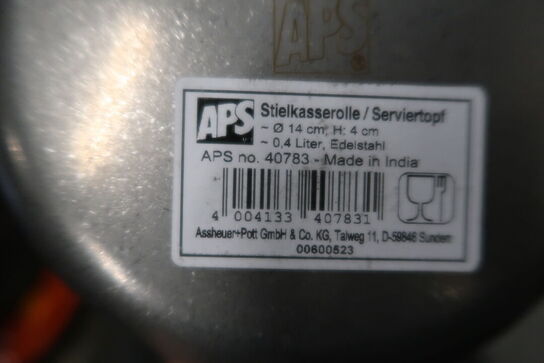 APS
APS
Stielkasserolle / Serviertopf
~ Ø 14 cm, H: 4 cm
~ 0,4 Liter, Edelstahl
APS no. 40783 - Made in India
4 004133 407831
Assheuer+Pott GmbH & Co. KG, Talweg 11, D-59846 Sundern
00600523